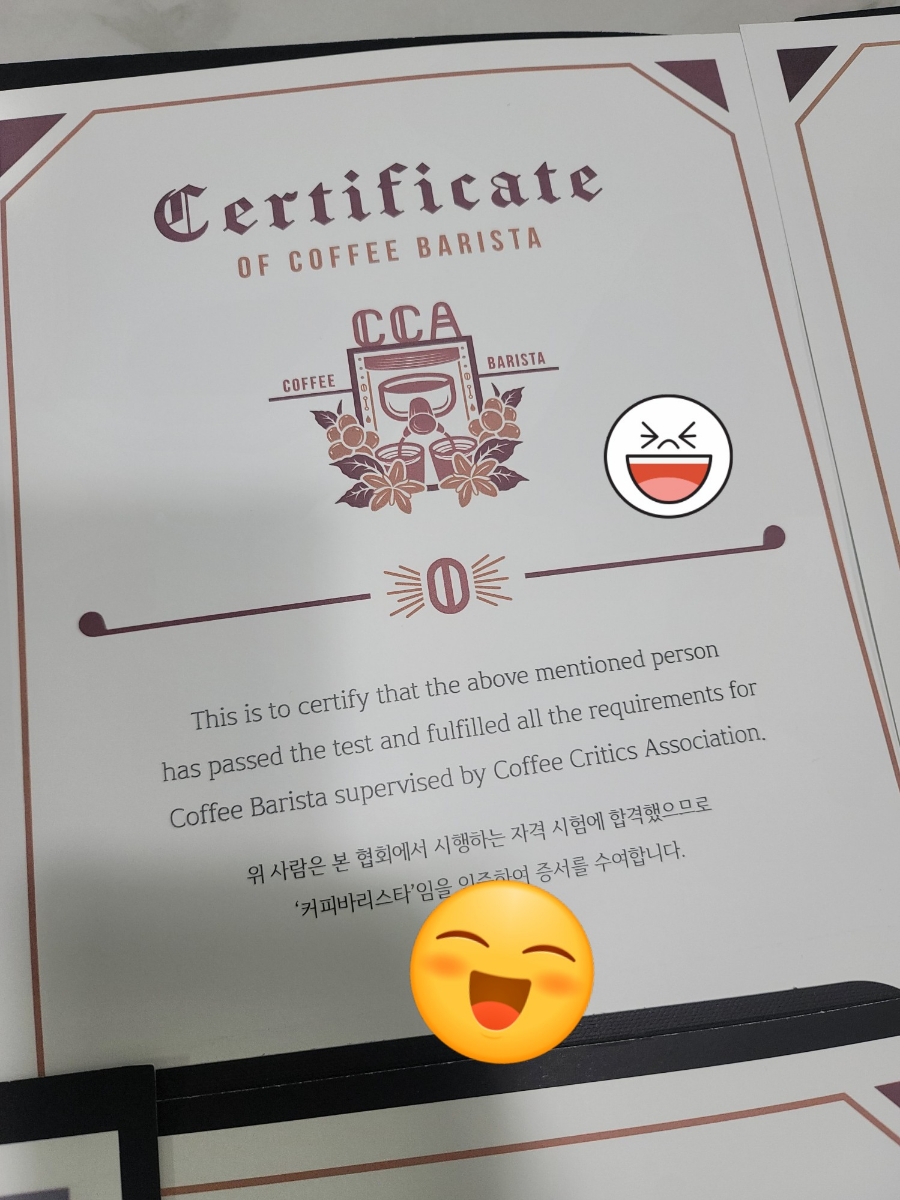 Certificate
OF COFFEE BARISTA
CCA
COFFEE
BARISTA
This is to certify that the above mentioned person
has passed the test and fulfilled all the requirements for
Coffee Barista supervised by Coffee Critics Association.
위 사람은 본 협회에서 시행하는 자격 시험에 합격했으므로
‘커피바리스타’임을 증서를 수여합니다.